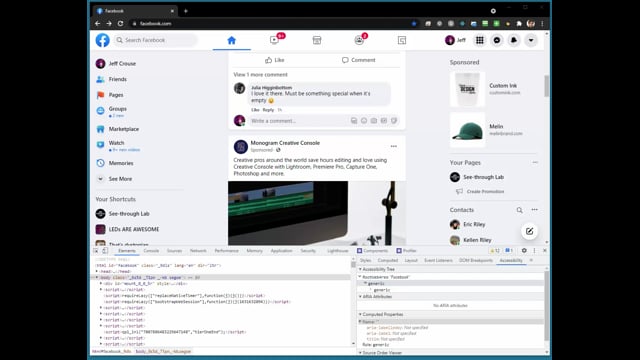 Facebook
facebook.com
Search Facebook
9+
2
Jeff
Jeff Crouse
Friends
Pages
Groups
2 new
Marketplace
Watch
9+ new videos
Memories
See More
Your Shortcuts
See-through Lab
LEDs ARE AWESOME
Like
Comment
View 1 more comment
Julia Higginbottom
I love it there. Must be something special when it's
empty
Like · Reply · 1h
Write a comment...
Monogram Creative Console
Sponsored
Creative pros around the world save hours editing and love using
Creative Console with Lightroom, Premiere Pro, Capture One,
Photoshop and more.
Sponsored
Custom Ink
customink.com
Melin
melinbrand.com
Your Pages
See-through Lab
Create Promotion
Contacts
Eric Riley
Kellen Riley
Elements
Console
Sources
Network
Performance
Memory
Application
Security
Lighthouse
Components
Profiler
Styles
Computed
Layout
Event Listeners
DOM Breakpoints
Accessibility
Accessibility Tree
generic
generic
ARIA Attributes
No ARIA attributes
Computed Properties
Name: ""
aria-labelledby: Not specified
aria-label: Not specified
title: Not specified
Role: generic
Source Order Viewer